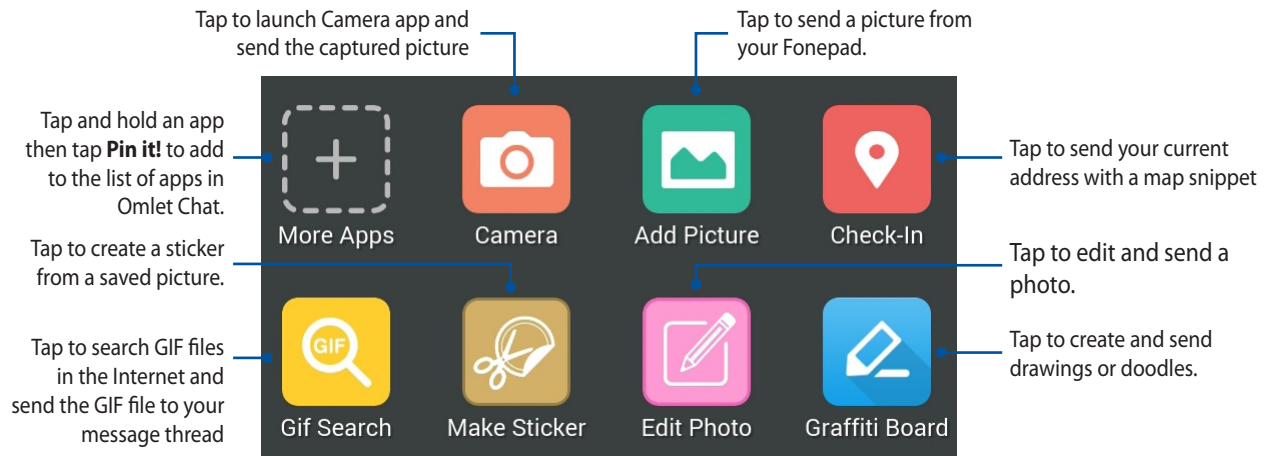 Tap to launch Camera app and
send the captured picture
Tap to send a picture from
your Fonepad.
Tap and hold an app
then tap Pin it! to add
to the list of apps in
Omlet Chat.
More Apps
Camera
Add Picture
Check-In
Tap to send your current
address with a map snippet
Tap to create a sticker
from a saved picture.
Tap to edit and send a
photo.
Tap to search GIF files
in the Internet and
send the GIF file to your
message thread
GIF
Gif Search
Make Sticker
Edit Photo
Graffiti Board
Tap to create and send
drawings or doodles.